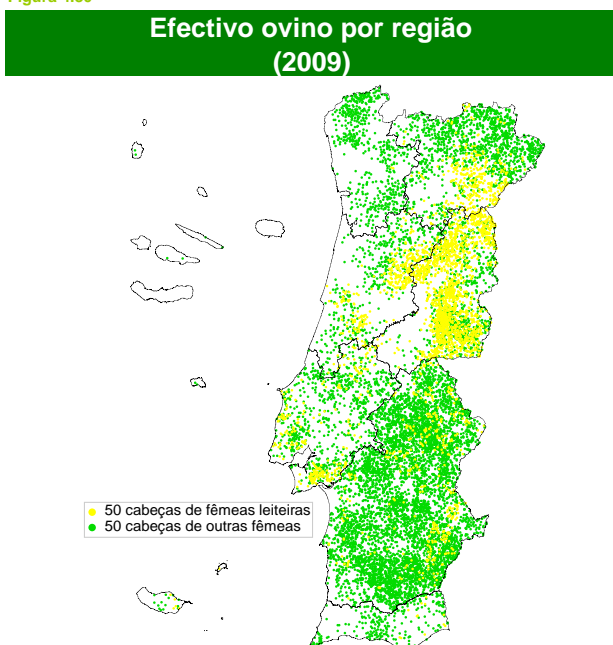 Efectivo ovino por região
(2009)
50 cabeças de fêmeas leiteiras
50 cabeças de outras fêmeas